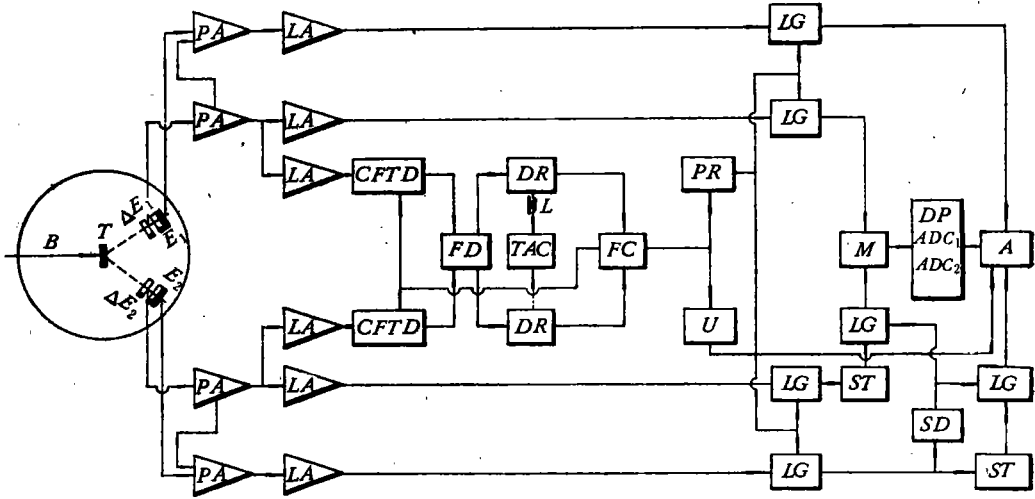 PA
LA
LG
PA
LA
LG
LA
CFTD
DR
PR
L
ΔE₁
E₁
B
T
FD
TAC
FC
M
DP
ADC₁
ADC₂
A
E₂
ΔE₂
LA
CFTD
DR
U
LG
PA
LA
LG
ST
LG
SD
PA
LA
LG
ST